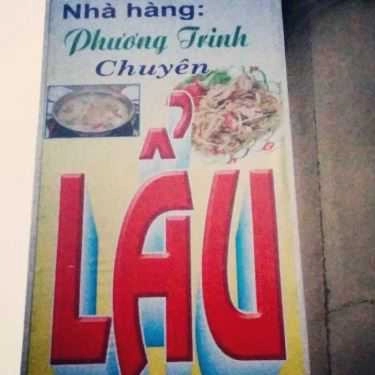 Nhà hàng:
Phương Trinh
Chuyên
LẨU